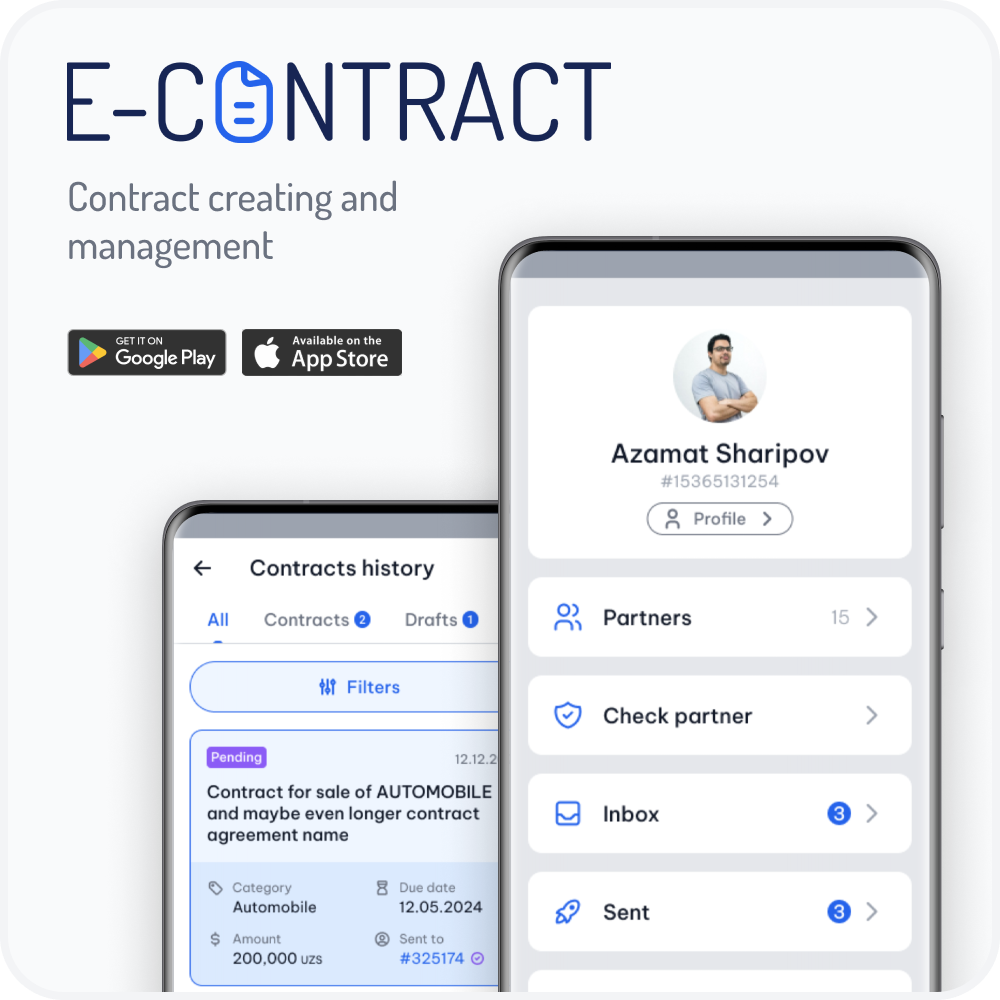 E-CONTRACT
Contract creating and
management
GET IT ON
Google Play
Available on the
App Store
Azamat Sharipov
#15365131254
Profile
Partners 15
Check partner
Inbox 3
Sent 3
Contracts history
All Contracts 2 Drafts 1
Filters
Pending 12.12.2
Contract for sale of AUTOMOBILE
and maybe even longer contract
agreement name
Category Due date
Automobile 12.05.2024
Amount Sent to
200,000 UZS #325174